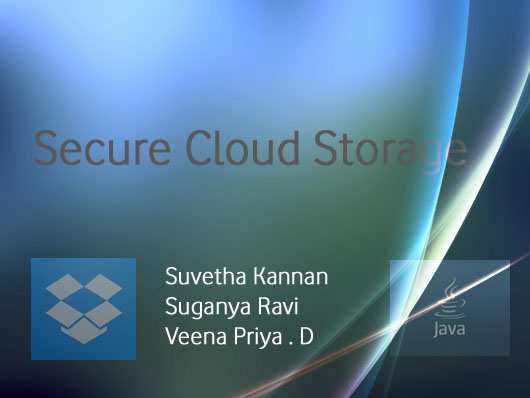 Secure Cloud Storage
Suvetha Kannan
Suganya Ravi
Veena Priya . D
Java